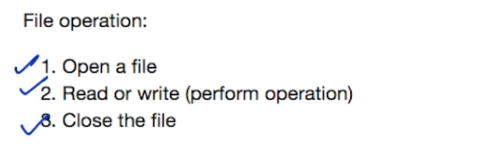 File operation:
1. Open a file
2. Read or write (perform operation)
3. Close the file